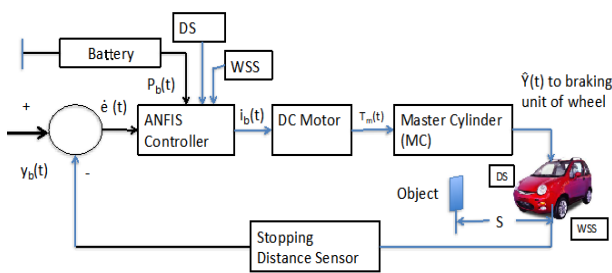 DS
Battery
WSS
P_b(t)
Ŷ(t) to braking
unit of wheel
+
ė (t)
ANFIS
Controller
i_b(t)
DC Motor
T_m(t)
Master Cylinder
(MC)
y_b(t)
-
Object
DS
S
WSS
Stopping
Distance Sensor